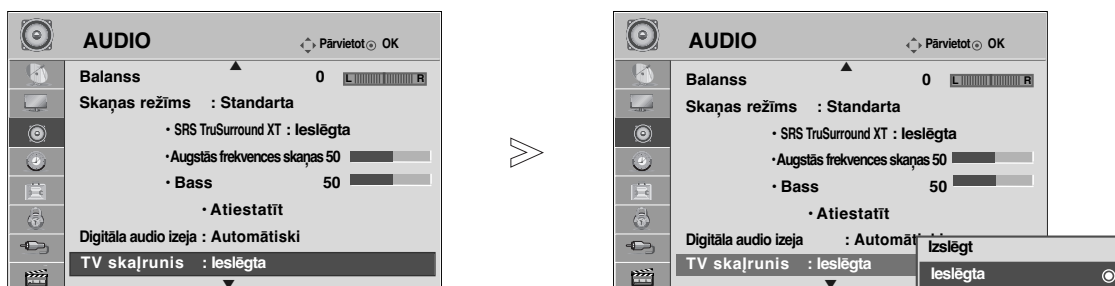 AUDIO
Pārvietot OK
Balanss 0 L R
Skaņas režīms : Standarta
• SRS TruSurround XT : Ieslēgta
•Augstās frekvences skaņas 50
• Bass 50
• Atiestatīt
Digitāla audio izeja : Automātiski
TV skaļrunis : Ieslēgta
>
AUDIO
Pārvietot OK
Balanss 0 L R
Skaņas režīms : Standarta
• SRS TruSurround XT : Ieslēgta
•Augstās frekvences skaņas 50
• Bass 50
• Atiestatīt
Digitāla audio izeja
TV skaļrunis : Ieslēgta
Izslēgt
Ieslēgta